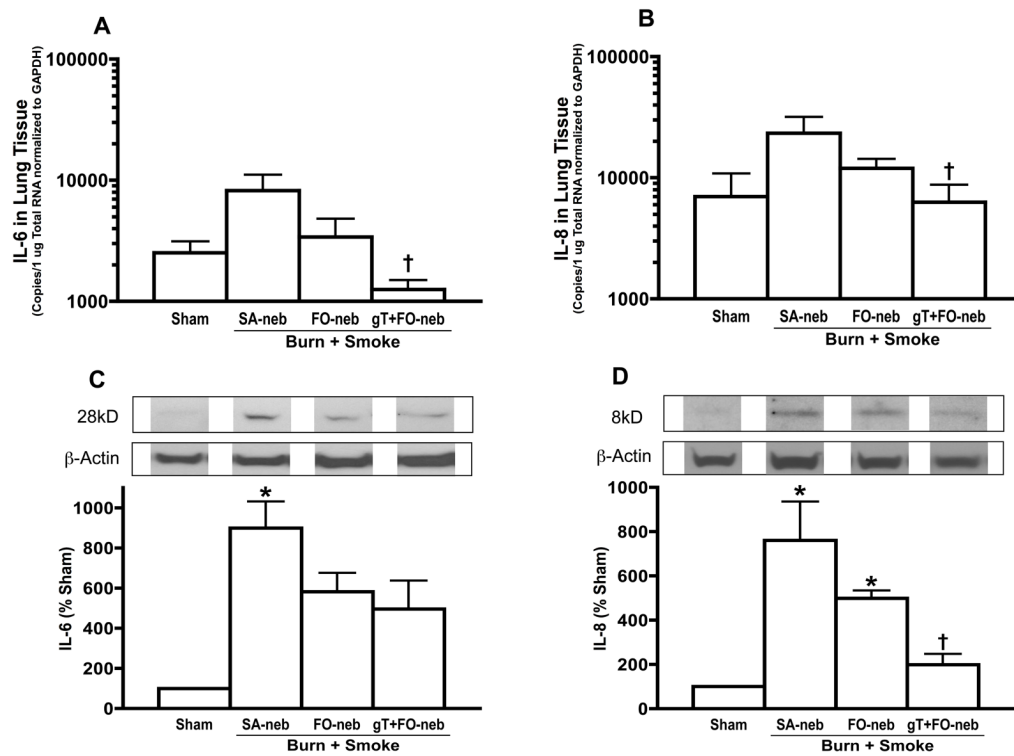 A
IL-6 in Lung Tissue
(Copies/1 ug Total RNA normalized to GAPDH)
100000
10000
1000
†
Sham SA-neb FO-neb gT+FO-neb
Burn + Smoke
B
IL-8 in Lung Tissue
(Copies/1 ug Total RNA normalized to GAPDH)
100000
10000
1000
†
Sham SA-neb FO-neb gT+FO-neb
Burn + Smoke
C
28kD
β-Actin
IL-6 (% Sham)
1000
800
600
400
200
0
*
Sham SA-neb FO-neb gT+FO-neb
Burn + Smoke
D
8kD
β-Actin
IL-8 (% Sham)
1000
800
600
400
200
0
*
*
†
Sham SA-neb FO-neb gT+FO-neb
Burn + Smoke